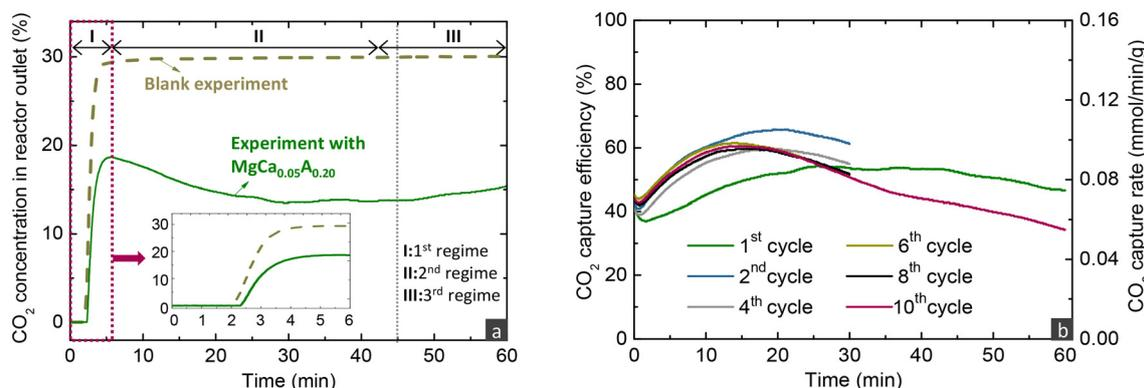 CO₂ concentration in reactor outlet (%)
30
20
10
0
I
II
III
Blank experiment
Experiment with
MgCa₀.₀₅A₀.₂₀
30
20
10
0
0 1 2 3 4 5 6
I:1ˢᵗ regime
II:2ⁿᵈ regime
III:3ʳᵈ regime
a
0 10 20 30 40 50 60
Time (min)
CO₂ capture efficiency (%)
100
80
60
40
20
0
1ˢᵗ cycle
2ⁿᵈ cycle
4ᵗʰ cycle
6ᵗʰ cycle
8ᵗʰ cycle
10ᵗʰ cycle
b
0 10 20 30 40 50 60
Time (min)
0.16
0.12
0.08
0.04
0.00
CO₂ capture rate (mmol/min/g)